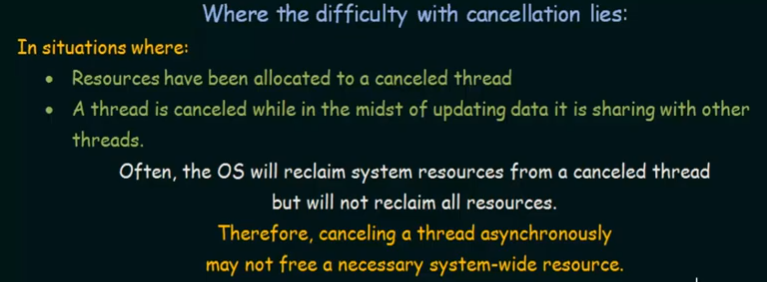 Where the difficulty with cancellation lies:
In situations where:
• Resources have been allocated to a canceled thread
• A thread is canceled while in the midst of updating data it is sharing with other
threads.
Often, the OS will reclaim system resources from a canceled thread
but will not reclaim all resources.
Therefore, canceling a thread asynchronously
may not free a necessary system-wide resource.